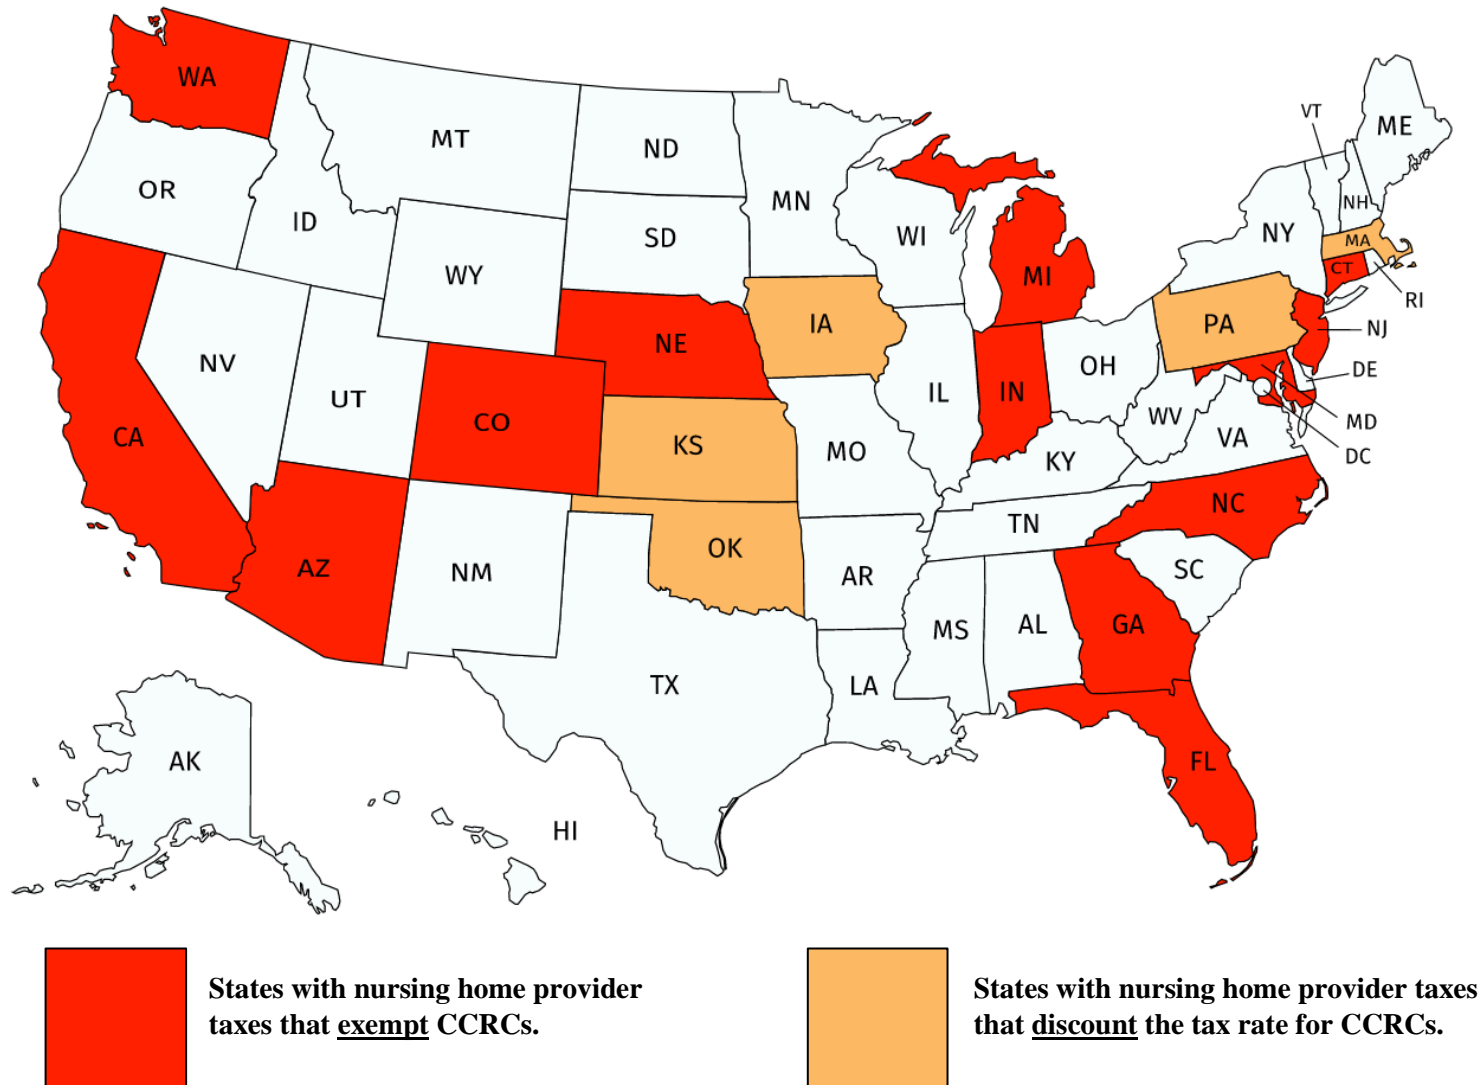 WA
MT
ND
MN
VT
ME
OR
ID
SD
WI
NH
NY
MA
WY
MI
CT
RI
NE
IA
PA
NJ
NV
UT
CO
IL
IN
OH
DE
CA
KS
MO
WV
VA
MD
KY
DC
NC
TN
AZ
NM
OK
AR
SC
MS
AL
GA
TX
LA
AK
FL
HI
States with nursing home provider
taxes that exempt CCRCs.
States with nursing home provider taxes
that discount the tax rate for CCRCs.